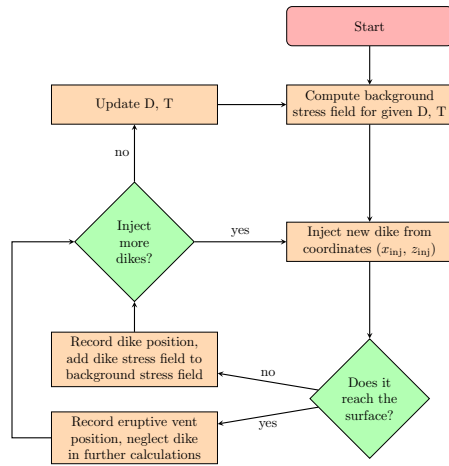 Start
Update D, T
Compute background
stress field for given D, T
no
Inject
more
dikes?
yes
Inject new dike from
coordinates (x_inj, z_inj)
Record dike position,
add dike stress field to
background stress field
no
Does it
reach the
surface?
yes
Record eruptive vent
position, neglect dike
in further calculations